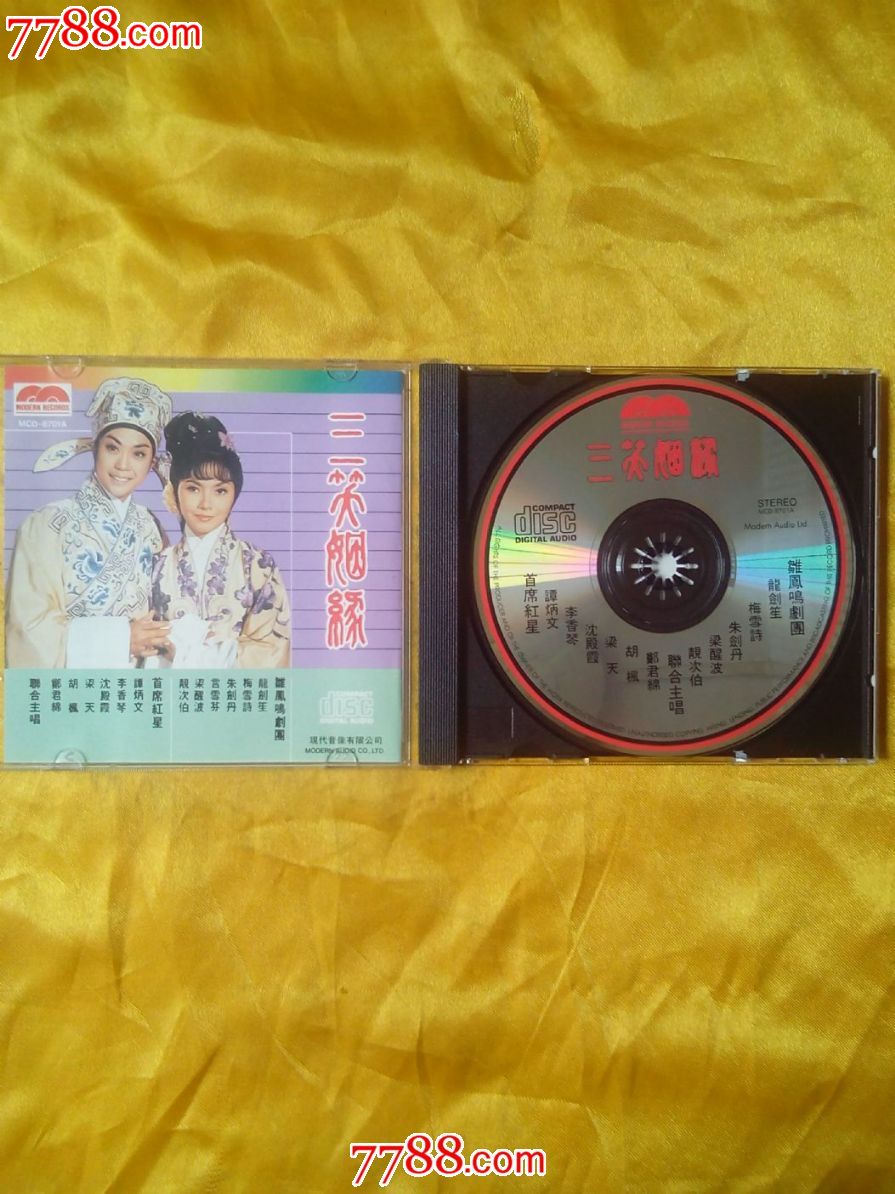 7788.com
7788.com
MODERN RECORDS
MCD-8701A
三笑姻緣
雛鳳鳴劇團
龍劍笙
梅雪詩
朱劍丹
言雪芬
梁醒波
靚次伯
首席紅星
譚炳文
李香琴
沈殿霞
梁天
胡楓
鄭君綿
聯合主唱
COMPACT
disc
DIGITAL AUDIO
現代音像有限公司
MODERN AUDIO CO., LTD.
MODERN RECORDS
三笑姻緣
COMPACT
disc
DIGITAL AUDIO
STEREO
MCD-8701A
Modern Audio Ltd.
雛鳳鳴劇團
龍劍笙
梅雪詩
朱劍丹
梁醒波
靚次伯
聯合主唱
鄭君綿
胡楓
梁天
沈殿霞
李香琴
譚炳文
首席紅星
7788.com